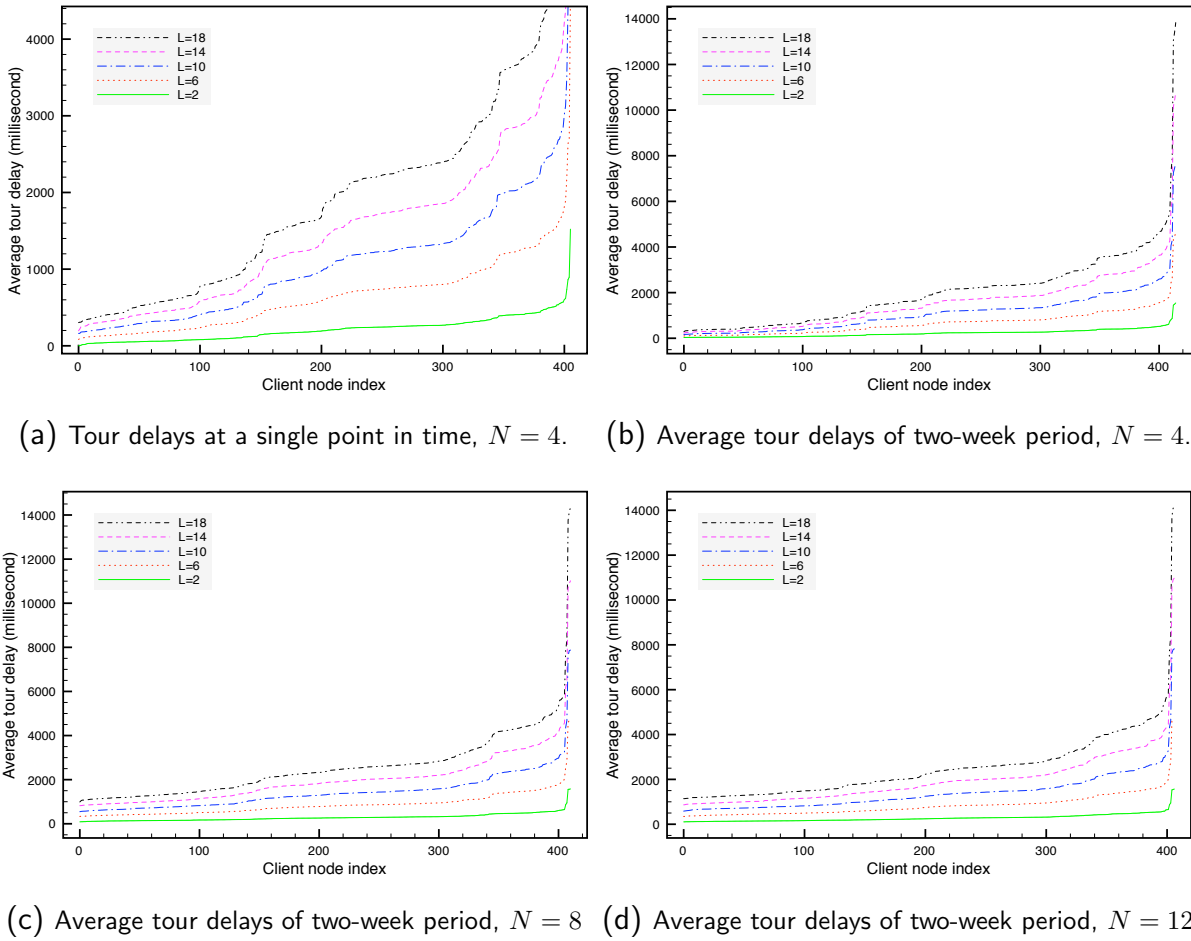 4000
3000
2000
1000
0
Average tour delay (millisecond)
L=18
L=14
L=10
L=6
L=2
0
100
200
300
400
Client node index
(a) Tour delays at a single point in time, N = 4.
14000
12000
10000
8000
6000
4000
2000
0
Average tour delay (millisecond)
L=18
L=14
L=10
L=6
L=2
0
100
200
300
400
Client node index
(b) Average tour delays of two-week period, N = 4.
14000
12000
10000
8000
6000
4000
2000
0
Average tour delay (millisecond)
L=18
L=14
L=10
L=6
L=2
0
100
200
300
400
Client node index
(c) Average tour delays of two-week period, N = 8
14000
12000
10000
8000
6000
4000
2000
0
Average tour delay (millisecond)
L=18
L=14
L=10
L=6
L=2
0
100
200
300
400
Client node index
(d) Average tour delays of two-week period, N = 12